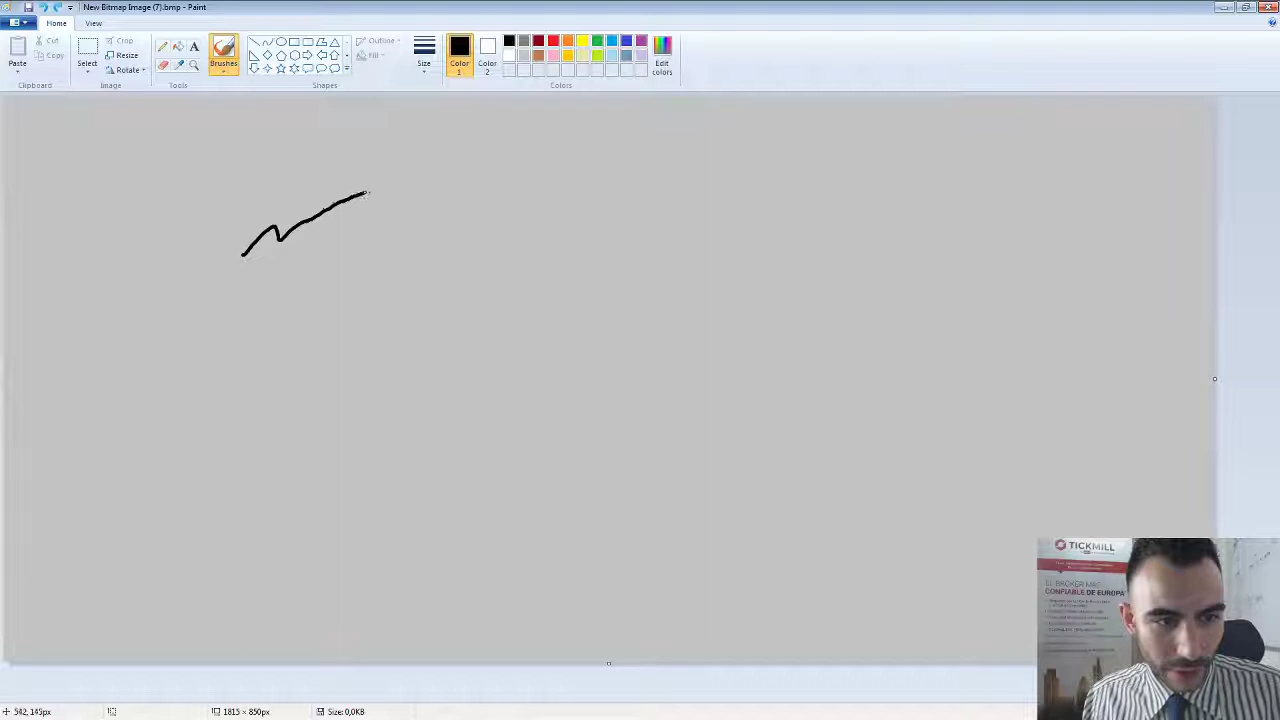 New Bitmap Image (7).bmp - Paint
Home
View
Paste
Cut
Copy
Clipboard
Select
Crop
Resize
Rotate
Image
A
Tools
Brushes
Shapes
Outline
Fill
Size
Color
1
Color
2
Edit
colors
Colors
TICKMILL
EL BROKER MÁS
CONFIABLE DE EUROPA
542, 145px
1815 × 850px
Size: 0,0KB